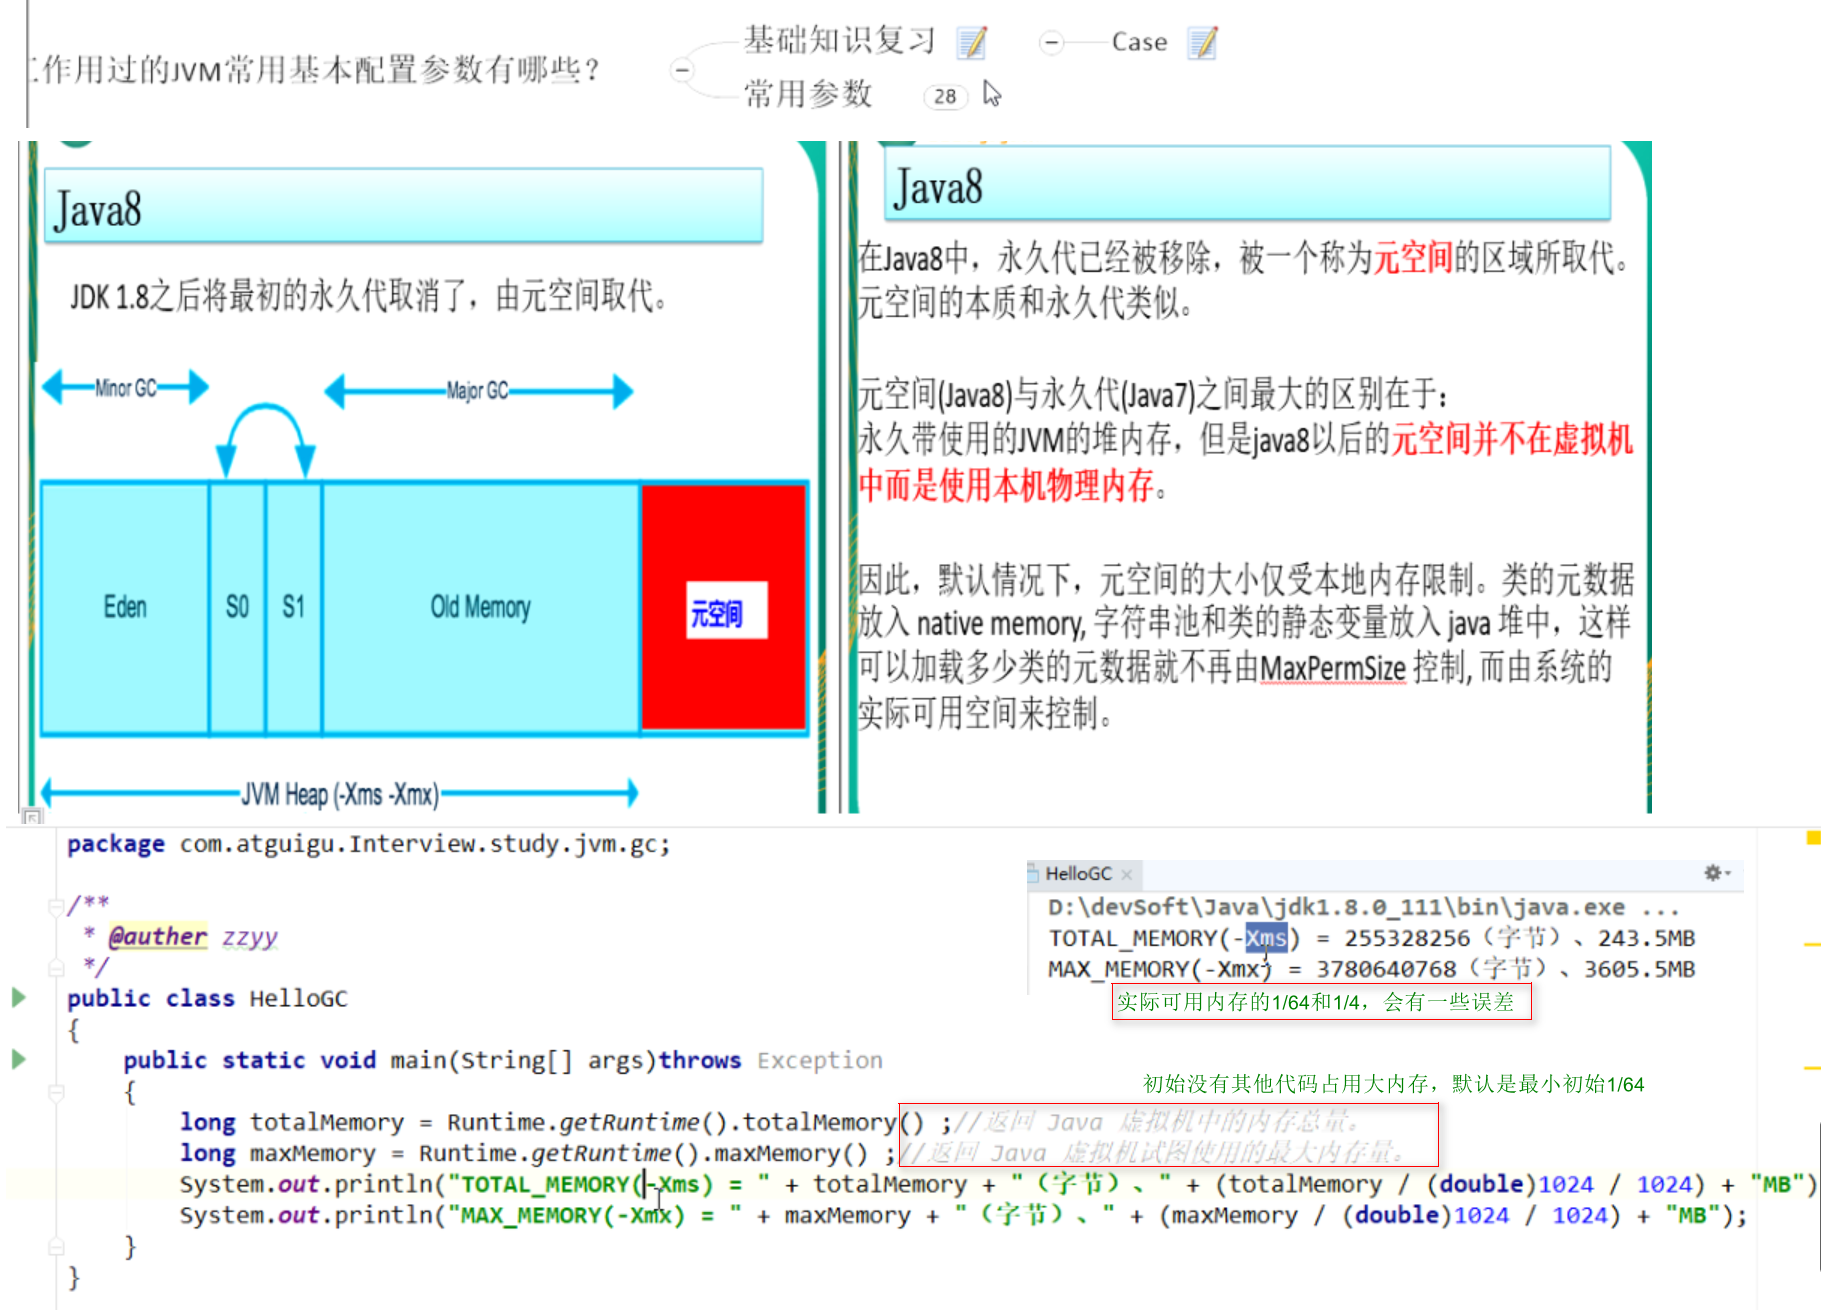 工作用过的JVM常用基本配置参数有哪些?
基础知识复习
Case
常用参数
28
Java8
JDK 1.8之后将最初的永久代取消了，由元空间取代。
Minor GC
Major GC
Eden
S0
S1
Old Memory
元空间
JVM Heap (-Xms -Xmx)
Java8
在Java8中，永久代已经被移除，被一个称为元空间的区域所取代。
元空间的本质和永久代类似。
元空间(Java8)与永久代(Java7)之间最大的区别在于：
永久带使用的JVM的堆内存，但是java8以后的元空间并不在虚拟机
中而是使用本机物理内存。
因此，默认情况下，元空间的大小仅受本地内存限制。类的元数据
放入 native memory, 字符串池和类的静态变量放入 java 堆中，这样
可以加载多少类的元数据就不再由MaxPermSize 控制, 而由系统的
实际可用空间来控制。
package com.atguigu.Interview.study.jvm.gc;
/**
* @auther zzyy
*/
public class HelloGC
{
public static void main(String[] args)throws Exception
{
long totalMemory = Runtime.getRuntime().totalMemory() ;//返回 Java 虚拟机中的内存总量。
long maxMemory = Runtime.getRuntime().maxMemory() ;//返回 Java 虚拟机试图使用的最大内存量。
System.out.println("TOTAL_MEMORY(-Xms) = " + totalMemory + "（字节）、" + (totalMemory / (double)1024 / 1024) + "MB")
System.out.println("MAX_MEMORY(-Xmx) = " + maxMemory + "（字节）、" + (maxMemory / (double)1024 / 1024) + "MB");
}
}
HelloGC
D:\devSoft\Java\jdk1.8.0_111\bin\java.exe ...
TOTAL_MEMORY(-Xms) = 255328256（字节）、243.5MB
MAX_MEMORY(-Xmx) = 3780640768（字节）、3605.5MB
实际可用内存的1/64和1/4，会有一些误差
初始没有其他代码占用大内存，默认是最小初始1/64